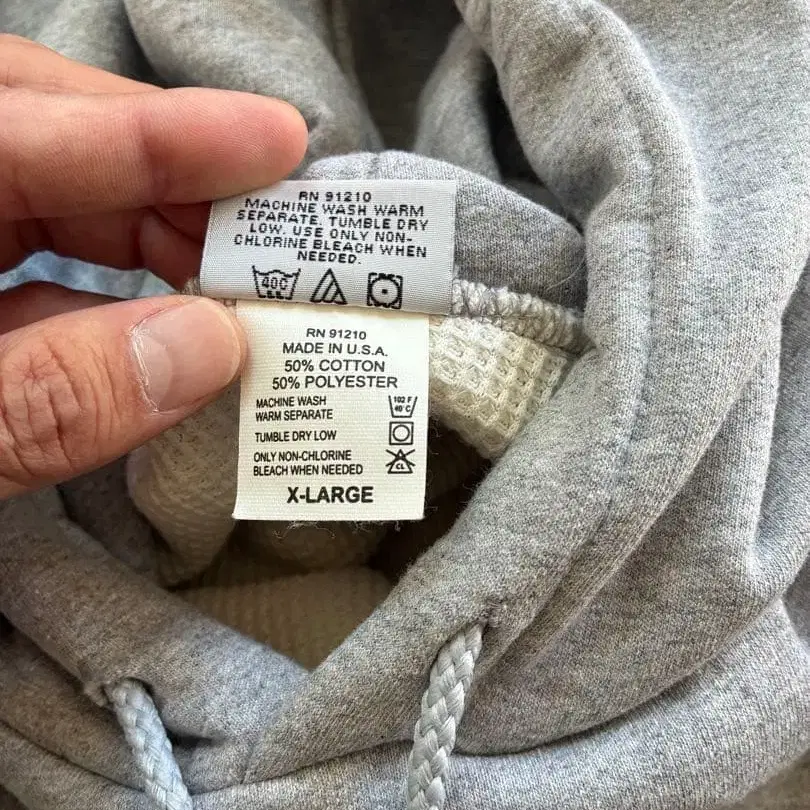 RN 91210
MACHINE WASH WARM
SEPARATE. TUMBLE DRY
LOW. USE ONLY NON-
CHLORINE BLEACH WHEN
NEEDED.
40C
RN 91210
MADE IN U.S.A.
50% COTTON
50% POLYESTER
MACHINE WASH
WARM SEPARATE
102 F
40°C
TUMBLE DRY LOW
ONLY NON-CHLORINE
BLEACH WHEN NEEDED
CL
X-LARGE